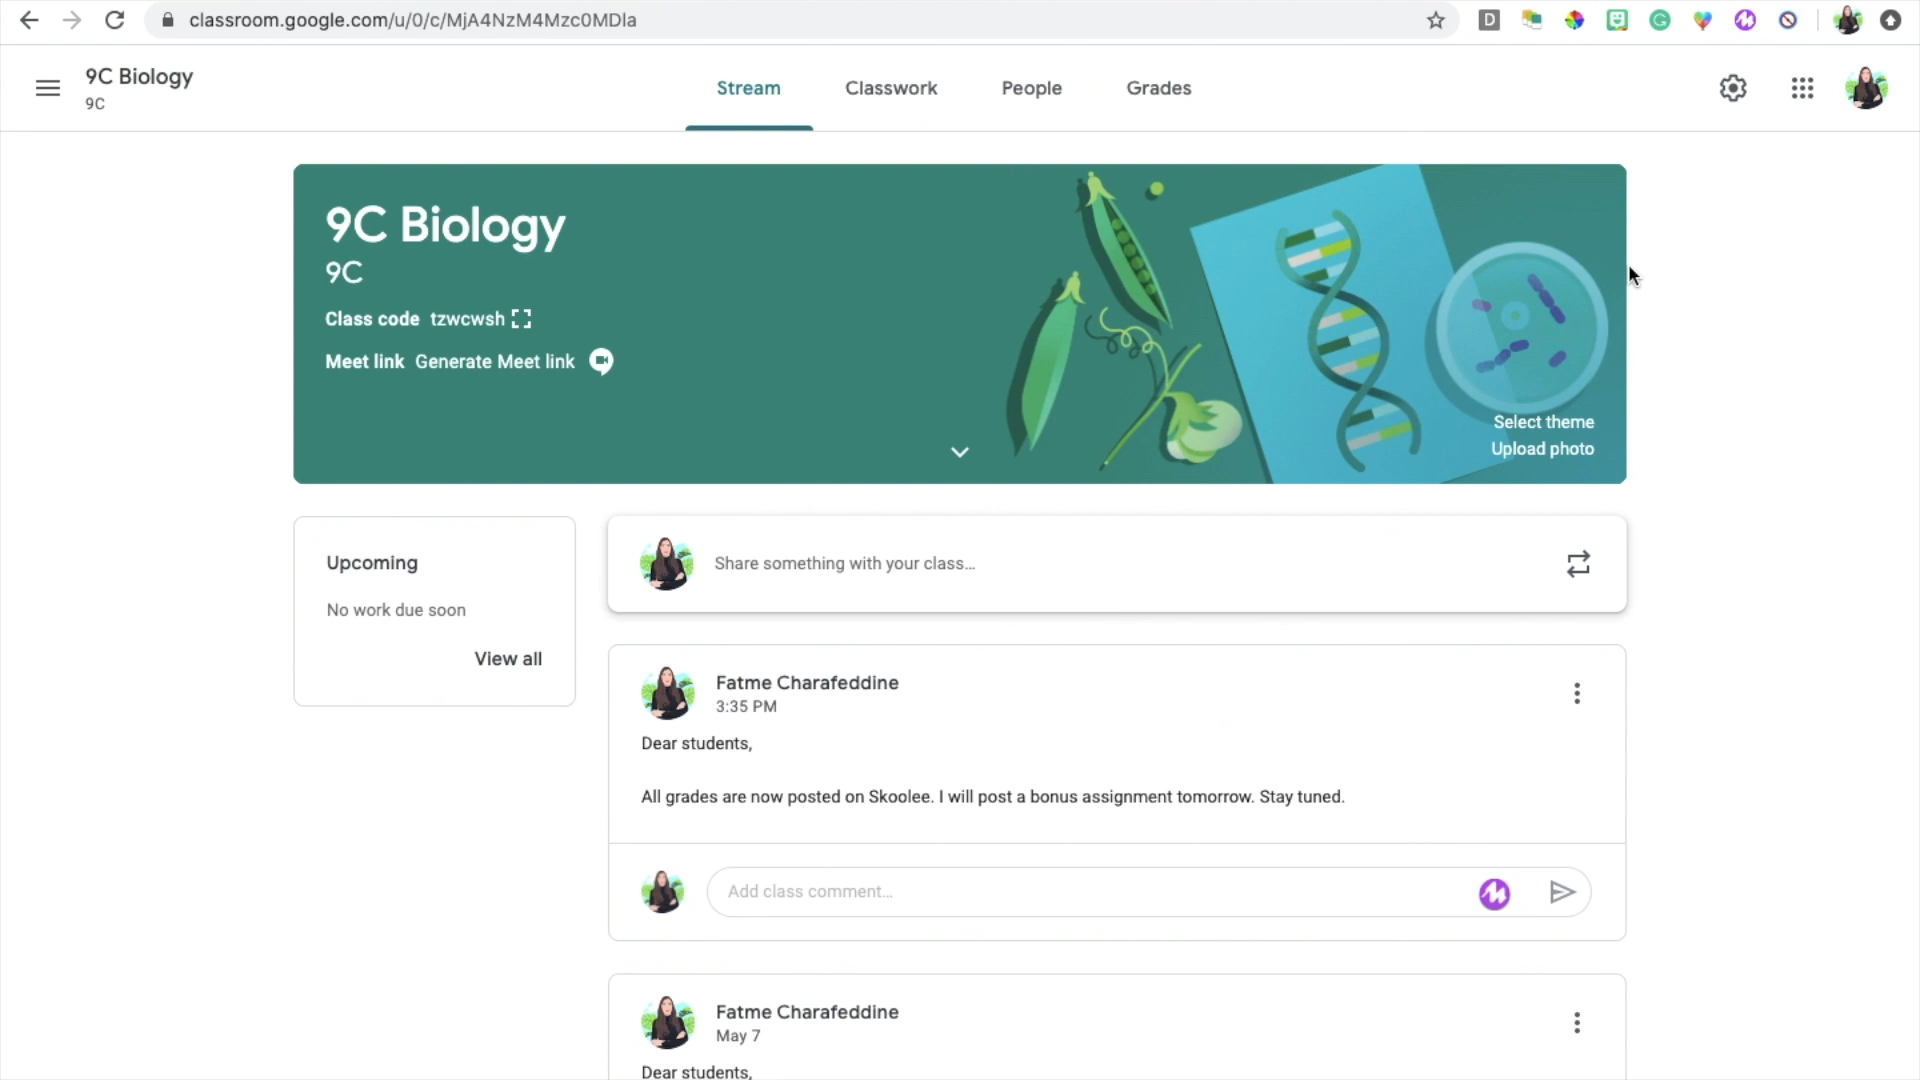 classroom.google.com/u/0/c/MjA4NzM4Mzc0MDla
D
9C Biology
9C
Stream
Classwork
People
Grades
9C Biology
9C
Class code tzwcwsh
Meet link Generate Meet link
Select theme
Upload photo
Upcoming
No work due soon
View all
Share something with your class...
Fatme Charafeddine
3:35 PM
Dear students,
All grades are now posted on Skoolee. I will post a bonus assignment tomorrow. Stay tuned.
Add class comment...
Fatme Charafeddine
May 7
Dear students,